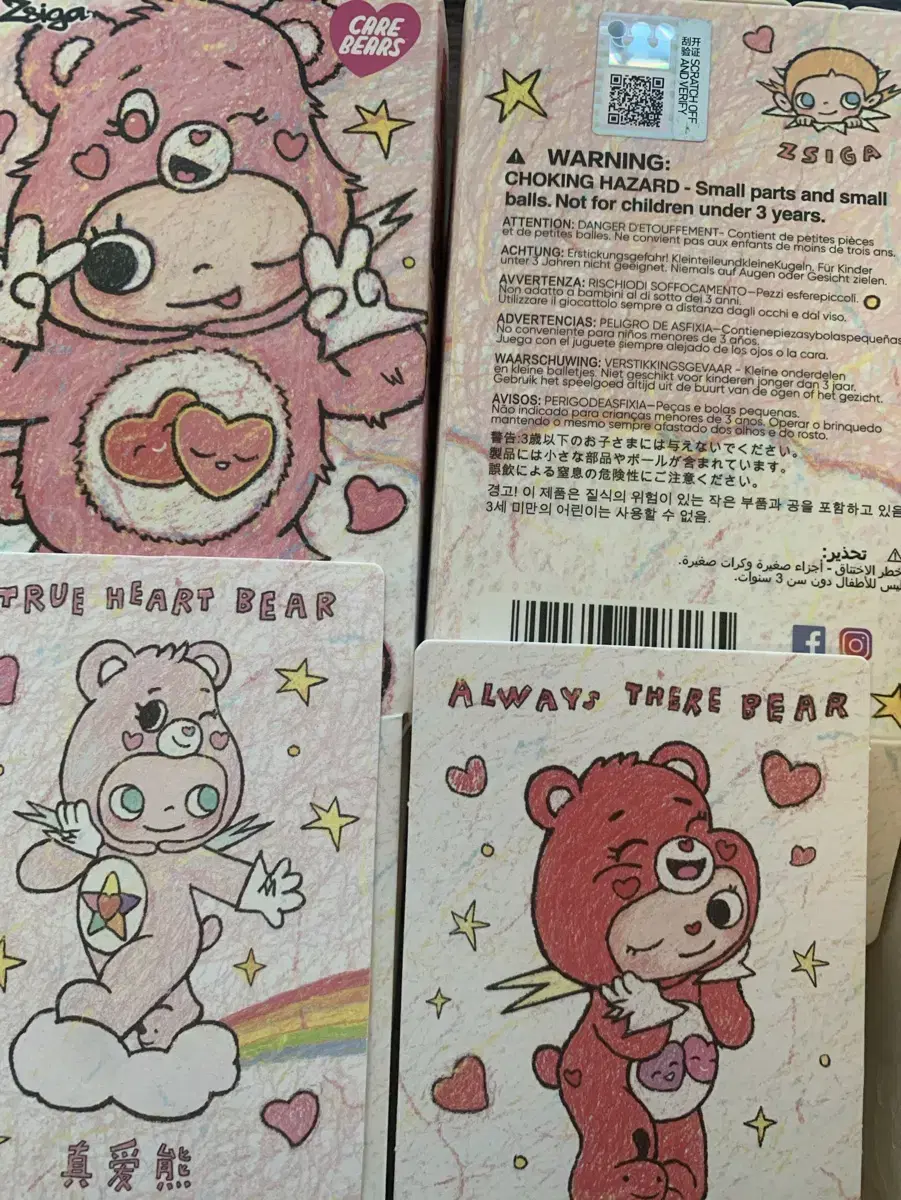 Zsiga
CARE
BEARS
开证 SCRATCH OFF
刮验 AND VERIFY
ZSIGA
WARNING:
CHOKING HAZARD - Small parts and small
balls. Not for children under 3 years.
ATTENTION: DANGER D'ETOUFFEMENT- Contient de petites pièces
et de petites balles. Ne convient pas aux enfants de moins de trois ans.
ACHTUNG: Erstickungsgefahr! KleinteileundkleineKugeln. Für Kinder
unter 3 Jahren nicht geeignet. Niemals auf Augen oder Gesicht zielen.
AVVERTENZA: RISCHIODI SOFFOCAMENTO-Pezzi esferepiccoll.
Non adatto a bambini al di sotto dei 3 anni.
Utilizzare il giocattolo sempre a distanza dagli occhi e dal viso.
ADVERTENCIAS: PELIGRO DE ASFIXIA-Contienepiezasybolaspequeñas
No conveniente para niños menores de 3 años.
Juega con el juguete siempre alejado de los ojos o la cara.
WAARSCHUWING: VERSTIKKINGSGEVAAR - Kleine onderdelen
en kleine balletjes. Niet geschikt voor kinderen jonger dan 3 jaar.
Gebruik het speelgoed altijd uit de buurt van de ogen of het gezicht.
AVISOS: PERIGODEASFIXIA-Peças e bolas pequenas.
Não indicado para crianças menores de 3 anos. Operar o brinquedo
mantendo o mesmo sempre afastado dos olhos e do rosto.
警告:3歳以下のお子さまには与えないでください。
製品には小さな部品やボールが含まれています。
誤飲による窒息の危険性にご注意ください。
경고! 이 제품은 질식의 위험이 있는 작은 부품과 공을 포함하고 있음
3세 미만의 어린이는 사용할 수 없음.
تحذير:
خطر الاختناق - أجزاء صغيرة وكرات صغيرة.
ليس للأطفال دون سن 3 سنوات.
TRUE HEART BEAR
真爱熊
ALWAYS THERE BEAR